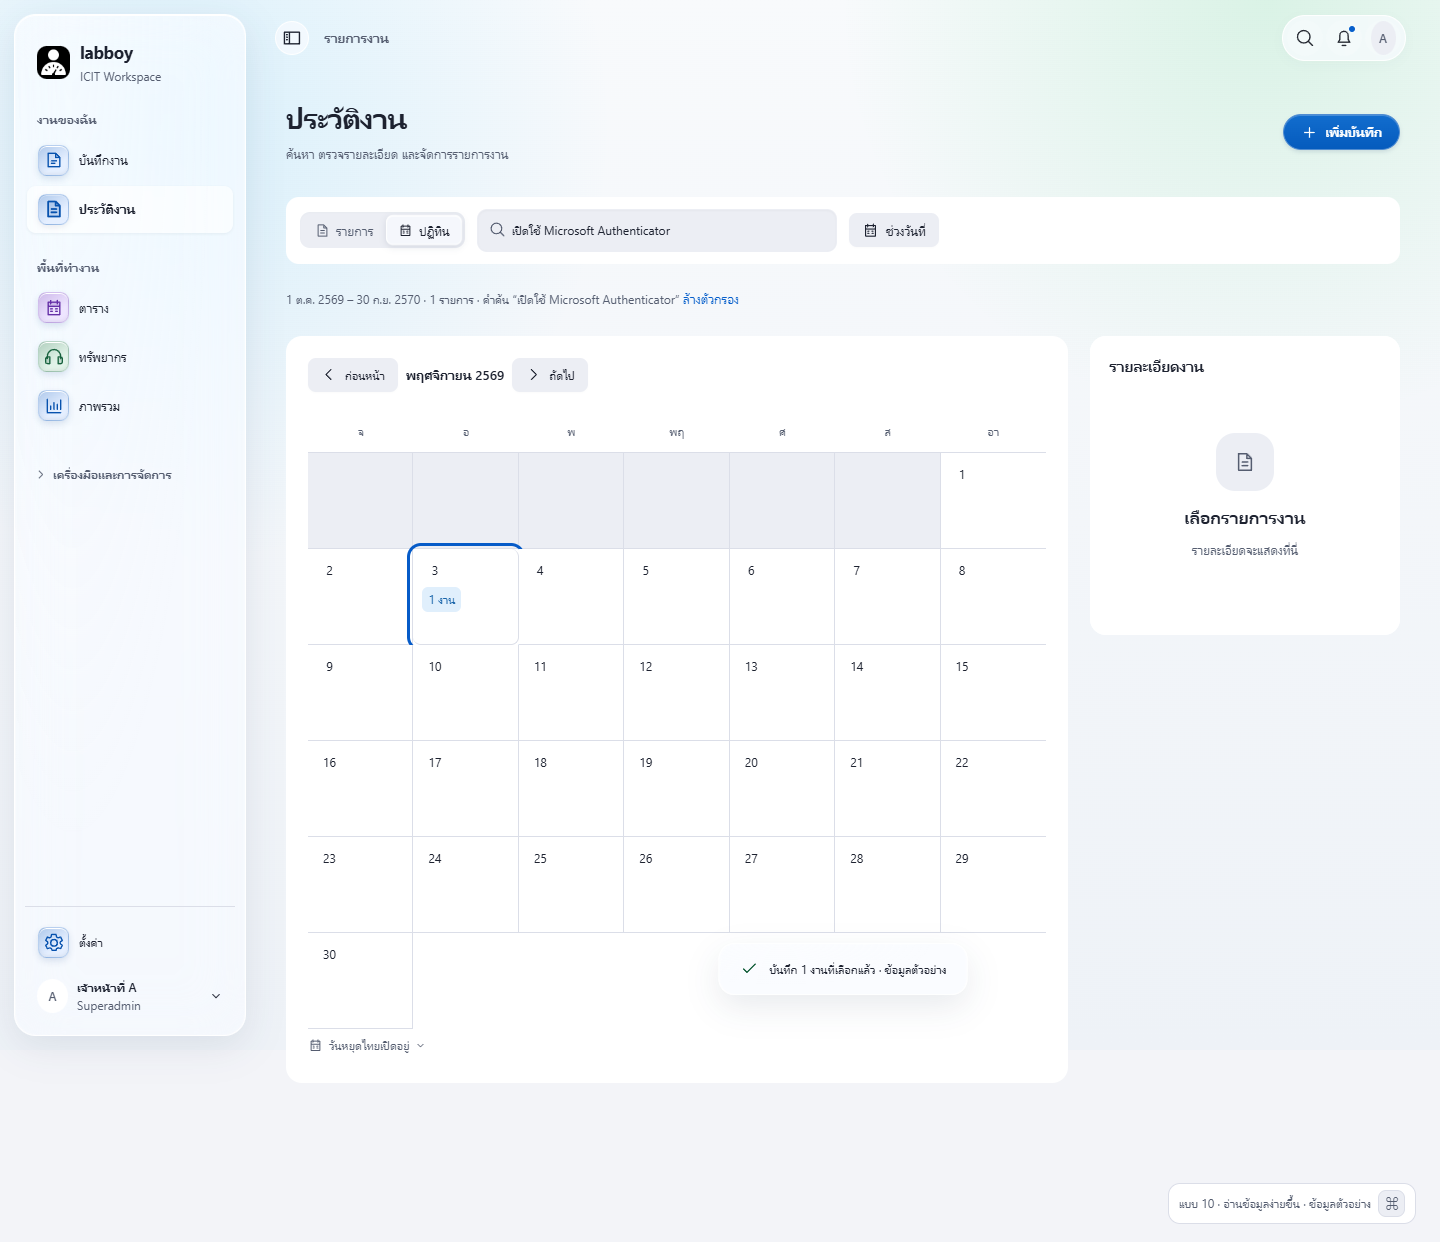 labboy
ICIT Workspace
งานของฉัน
บันทึกงาน
ประวัติงาน
พื้นที่ทำงาน
ตาราง
ทรัพยากร
ภาพรวม
เครื่องมือและการจัดการ
ตั้งค่า
A
เจ้าหน้าที่ A
Superadmin
รายการงาน
A
ประวัติงาน
ค้นหา ตรวจรายละเอียด และจัดการรายการงาน
เพิ่มบันทึก
รายการ
ปฏิทิน
เปิดใช้ Microsoft Authenticator
ช่วงวันที่
1 ต.ค. 2569 – 30 ก.ย. 2570 · 1 รายการ · คำค้น “เปิดใช้ Microsoft Authenticator” ล้างตัวกรอง
ก่อนหน้า พฤศจิกายน 2569 ถัดไป
จ อ พ พฤ ศ ส อา
1
2 3 4 5 6 7 8
1 งาน
9 10 11 12 13 14 15
16 17 18 19 20 21 22
23 24 25 26 27 28 29
30
บันทึก 1 งานที่เลือกแล้ว · ข้อมูลตัวอย่าง
วันหยุดไทยเปิดอยู่
รายละเอียดงาน
เลือกรายการงาน
รายละเอียดจะแสดงที่นี่
แบบ 10 · อ่านข้อมูลง่ายขึ้น · ข้อมูลตัวอย่าง ⌘